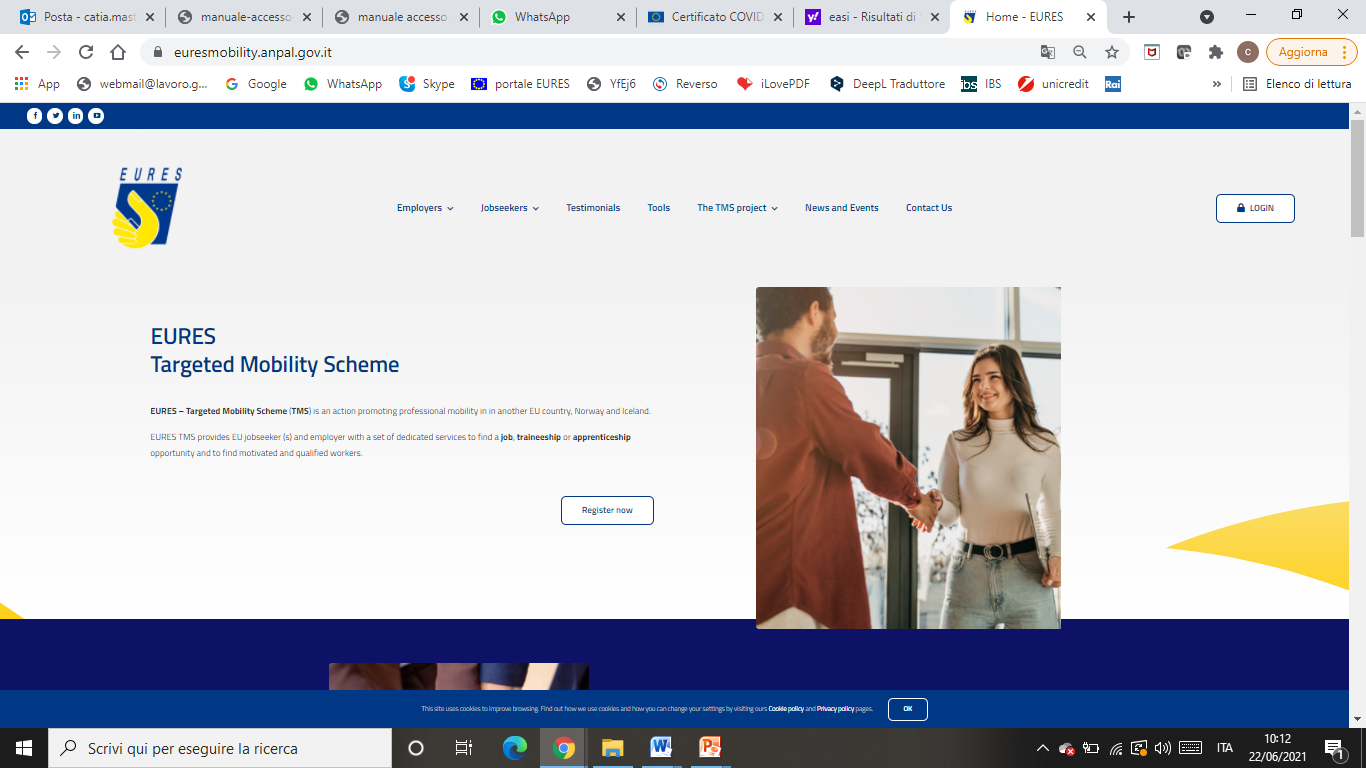 Posta - catia.mast
manuale-accesso
manuale accesso
WhatsApp
Certificato COVID
easi - Risultati di
Home - EURES
euresmobility.anpal.gov.it
Aggiorna
App
webmail@lavoro.g...
Google
WhatsApp
Skype
portale EURES
YfEj6
Reverso
iLovePDF
DeepL Traduttore
IBS
unicredit
Rai
Elenco di lettura
EURES
Employers
Jobseekers
Testimonials
Tools
The TMS project
News and Events
Contact Us
LOGIN
EURES
Targeted Mobility Scheme
EURES – Targeted Mobility Scheme (TMS) is an action promoting professional mobility in in another EU country, Norway and Iceland.
EURES TMS provides EU jobseeker (s) and employer with a set of dedicated services to find a job, traineeship or apprenticeship
opportunity and to find motivated and qualified workers.
Register now
This site uses cookies to improve browsing. Find out how we use cookies and how you can change your settings by visiting ours Cookie policy and Privacy policy pages.
OK
Scrivi qui per eseguire la ricerca
ITA
10:12
22/06/2021
1